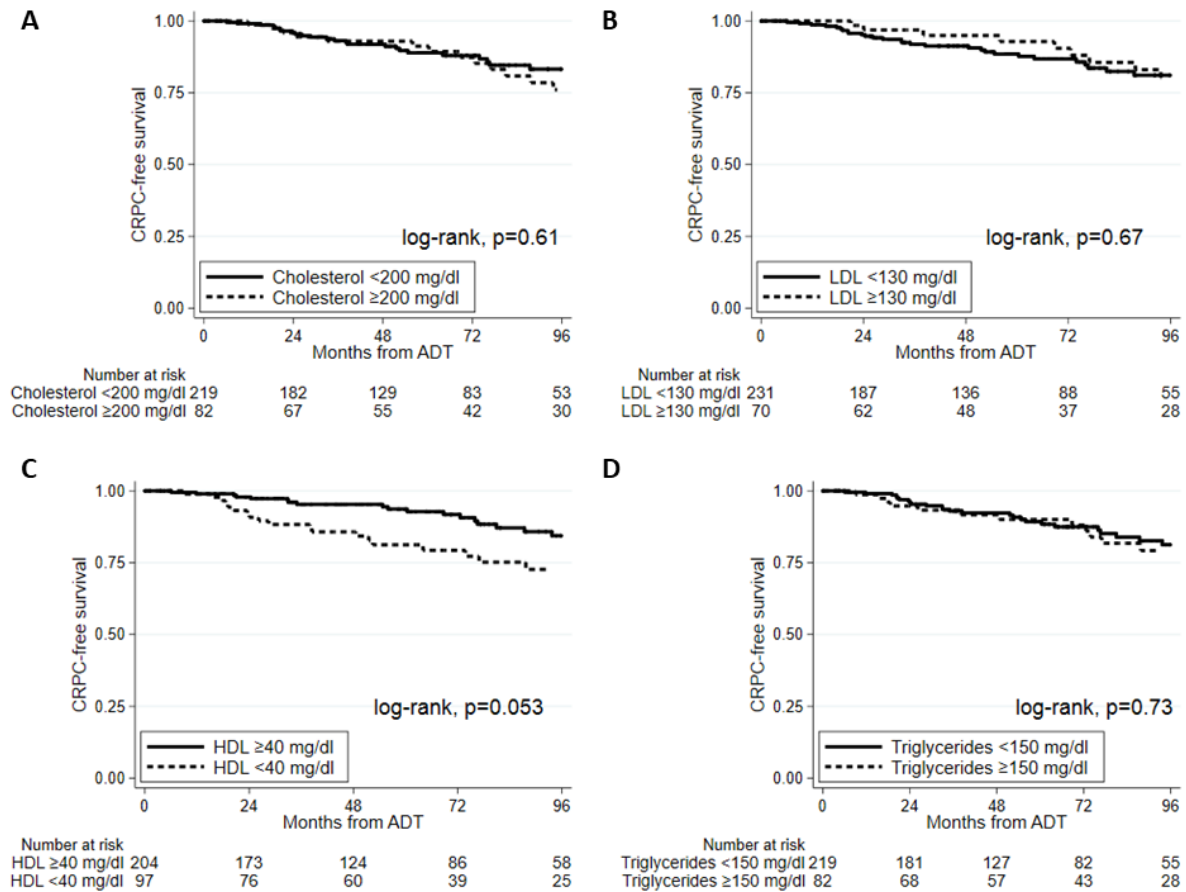 A
CRPC-free survival
1.00
0.75
0.50
0.25
0.00
log-rank, p=0.61
Cholesterol <200 mg/dl
Cholesterol ≥200 mg/dl
0 24 48 72 96
Months from ADT
Number at risk
Cholesterol <200 mg/dl 219 182 129 83 53
Cholesterol ≥200 mg/dl 82 67 55 42 30
B
CRPC-free survival
1.00
0.75
0.50
0.25
0.00
log-rank, p=0.67
LDL <130 mg/dl
LDL ≥130 mg/dl
0 24 48 72 96
Months from ADT
Number at risk
LDL <130 mg/dl 231 187 136 88 55
LDL ≥130 mg/dl 70 62 48 37 28
C
CRPC-free survival
1.00
0.75
0.50
0.25
0.00
log-rank, p=0.053
HDL ≥40 mg/dl
HDL <40 mg/dl
0 24 48 72 96
Months from ADT
Number at risk
HDL ≥40 mg/dl 204 173 124 86 58
HDL <40 mg/dl 97 76 60 39 25
D
CRPC-free survival
1.00
0.75
0.50
0.25
0.00
log-rank, p=0.73
Triglycerides <150 mg/dl
Triglycerides ≥150 mg/dl
0 24 48 72 96
Months from ADT
Number at risk
Triglycerides <150 mg/dl 219 181 127 82 55
Triglycerides ≥150 mg/dl 82 68 57 43 28